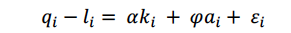 qᵢ − lᵢ = αkᵢ + φaᵢ + εᵢ